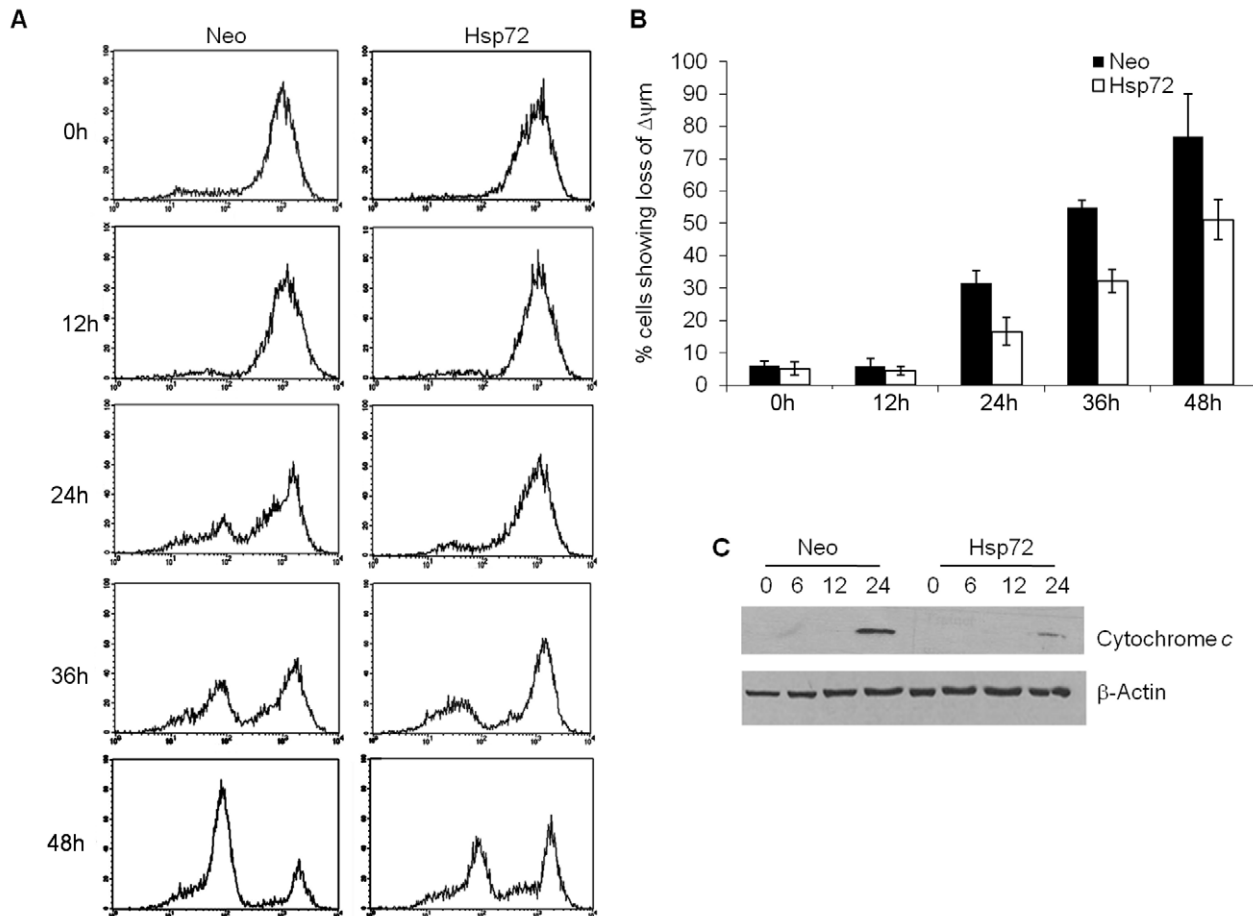 A
Neo
Hsp72
0h
12h
24h
36h
48h
B
% cells showing loss of Δψm
100
90
80
70
60
50
40
30
20
10
0
Neo
Hsp72
0h
12h
24h
36h
48h
C
Neo
Hsp72
0 6 12 24 0 6 12 24
Cytochrome c
β-Actin